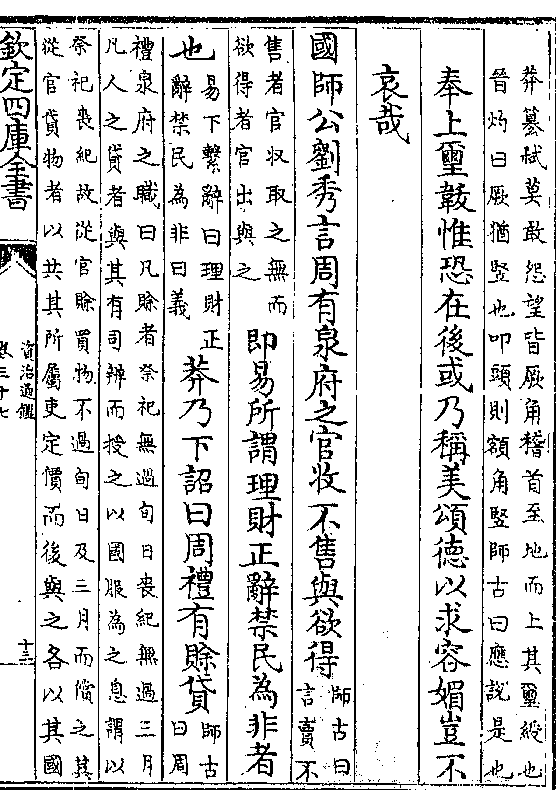 莽篡弑莫敢怨望皆厥角稽首至地而上其璽紱也
晉灼曰厥猶竪也叩頭則額角竪師古曰應說是也
奉上璽韍惟恐在後或乃稱美頌德以求容媚豈不
哀哉
國師公劉秀言周有泉府之官收不售與欲得
師古曰
言賣不
售者官收取之無而
欲得者官出與之
即易所謂理財正辭禁民為非者
也
易下繫辭曰理財正
辭禁民為非曰義
莽乃下詔曰周禮有賖貸
師古
曰周
禮泉府之職曰凡賖者祭祀無過旬日喪紀無過三月
凡人之貸者與其有司辨而授之以國服為之息謂以
祭祀喪紀故從官賖買物不過旬日及三月而償之其
從官貸物者以共其所屬吏定價而後與之各以其國
欽定四庫全書
資治通鑑
卷三十七
十三